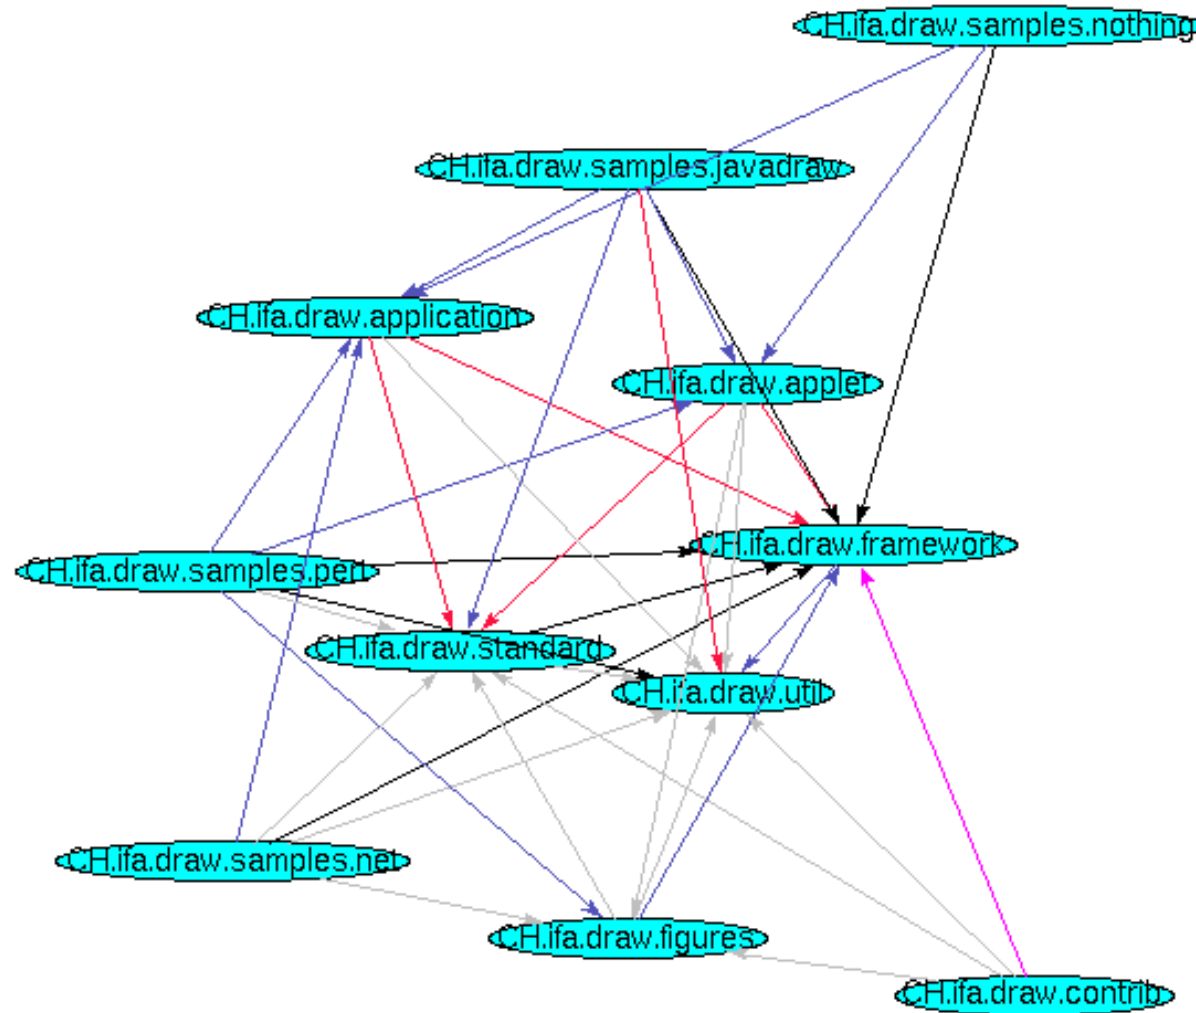 CH.ifa.draw.samples.nothing
CH.ifa.draw.samples.javadraw
CH.ifa.draw.application
CH.ifa.draw.applet
CH.ifa.draw.framework
CH.ifa.draw.samples.pert
CH.ifa.draw.standard
CH.ifa.draw.util
CH.ifa.draw.samples.net
CH.ifa.draw.figures
CH.ifa.draw.contrib